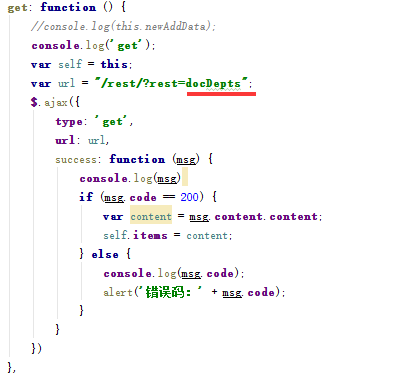 get: function () {
//console.log(this.newAddData);
console.log('get');
var self = this;
var url = "/rest/?rest=docDepts";
$.ajax({
type: 'get',
url: url,
success: function (msg) {
console.log(msg)
if (msg.code == 200) {
var content = msg.content.content;
self.items = content;
} else {
console.log(msg.code);
alert('错误码：' + msg.code);
}
}
})
},